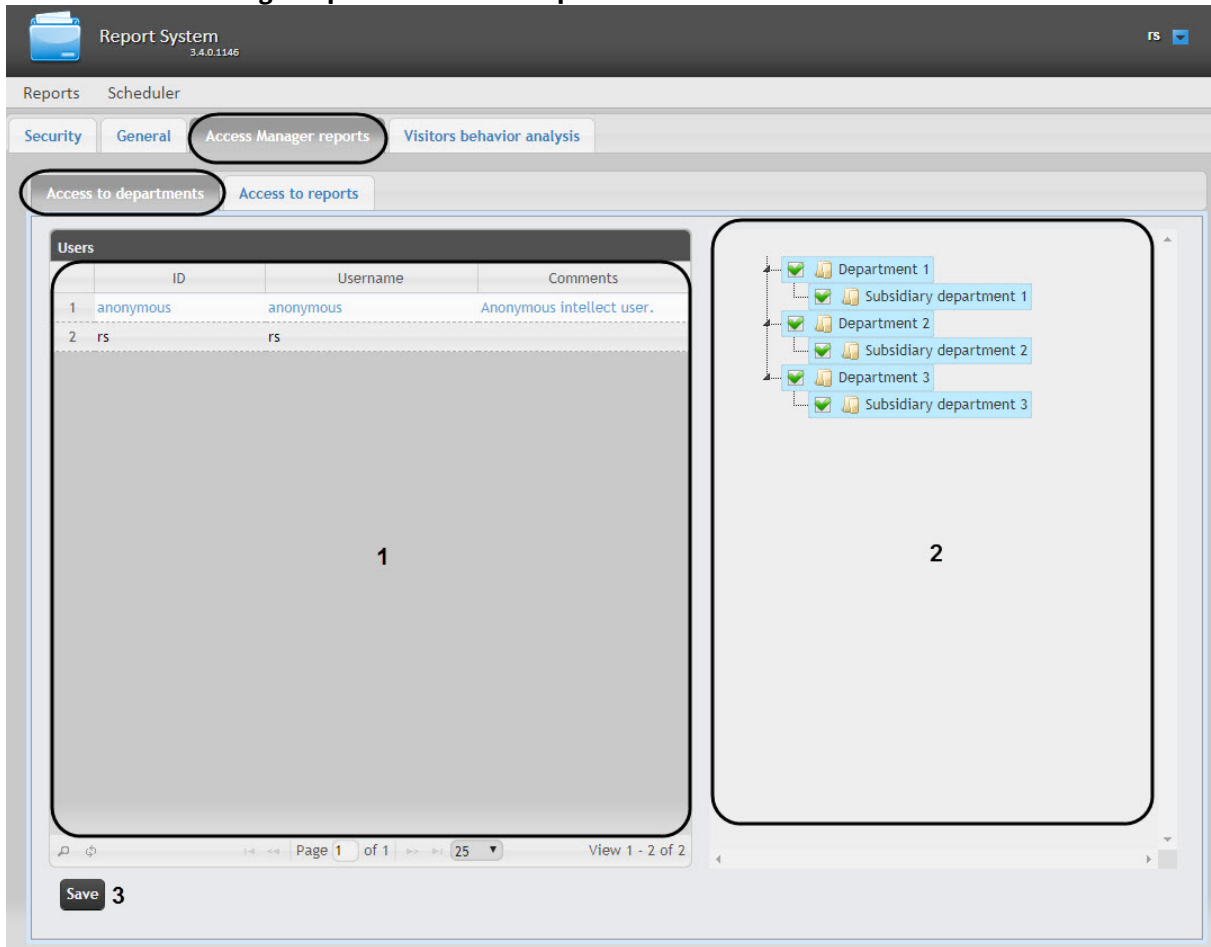 Report System
3.4.0.1146
rs
Reports Scheduler
Security General Access Manager reports Visitors behavior analysis
Access to departments Access to reports
Users
ID Username Comments
1 anonymous anonymous Anonymous intellect user.
2 rs rs
Department 1
Subsidiary department 1
Department 2
Subsidiary department 2
Department 3
Subsidiary department 3
1
2
Page 1 of 1 25 View 1 - 2 of 2
Save 3